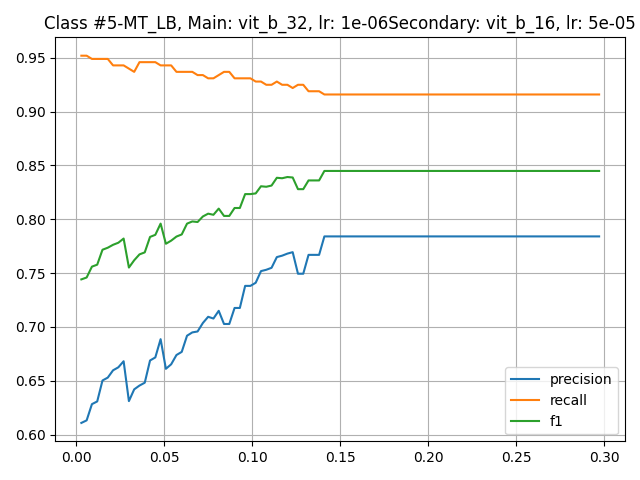 Class #5-MT_LB, Main: vit_b_32, lr: 1e-06Secondary: vit_b_16, lr: 5e-05
0.95
0.90
0.85
0.80
0.75
0.70
0.65
0.60
precision
recall
f1
0.00 0.05 0.10 0.15 0.20 0.25 0.30